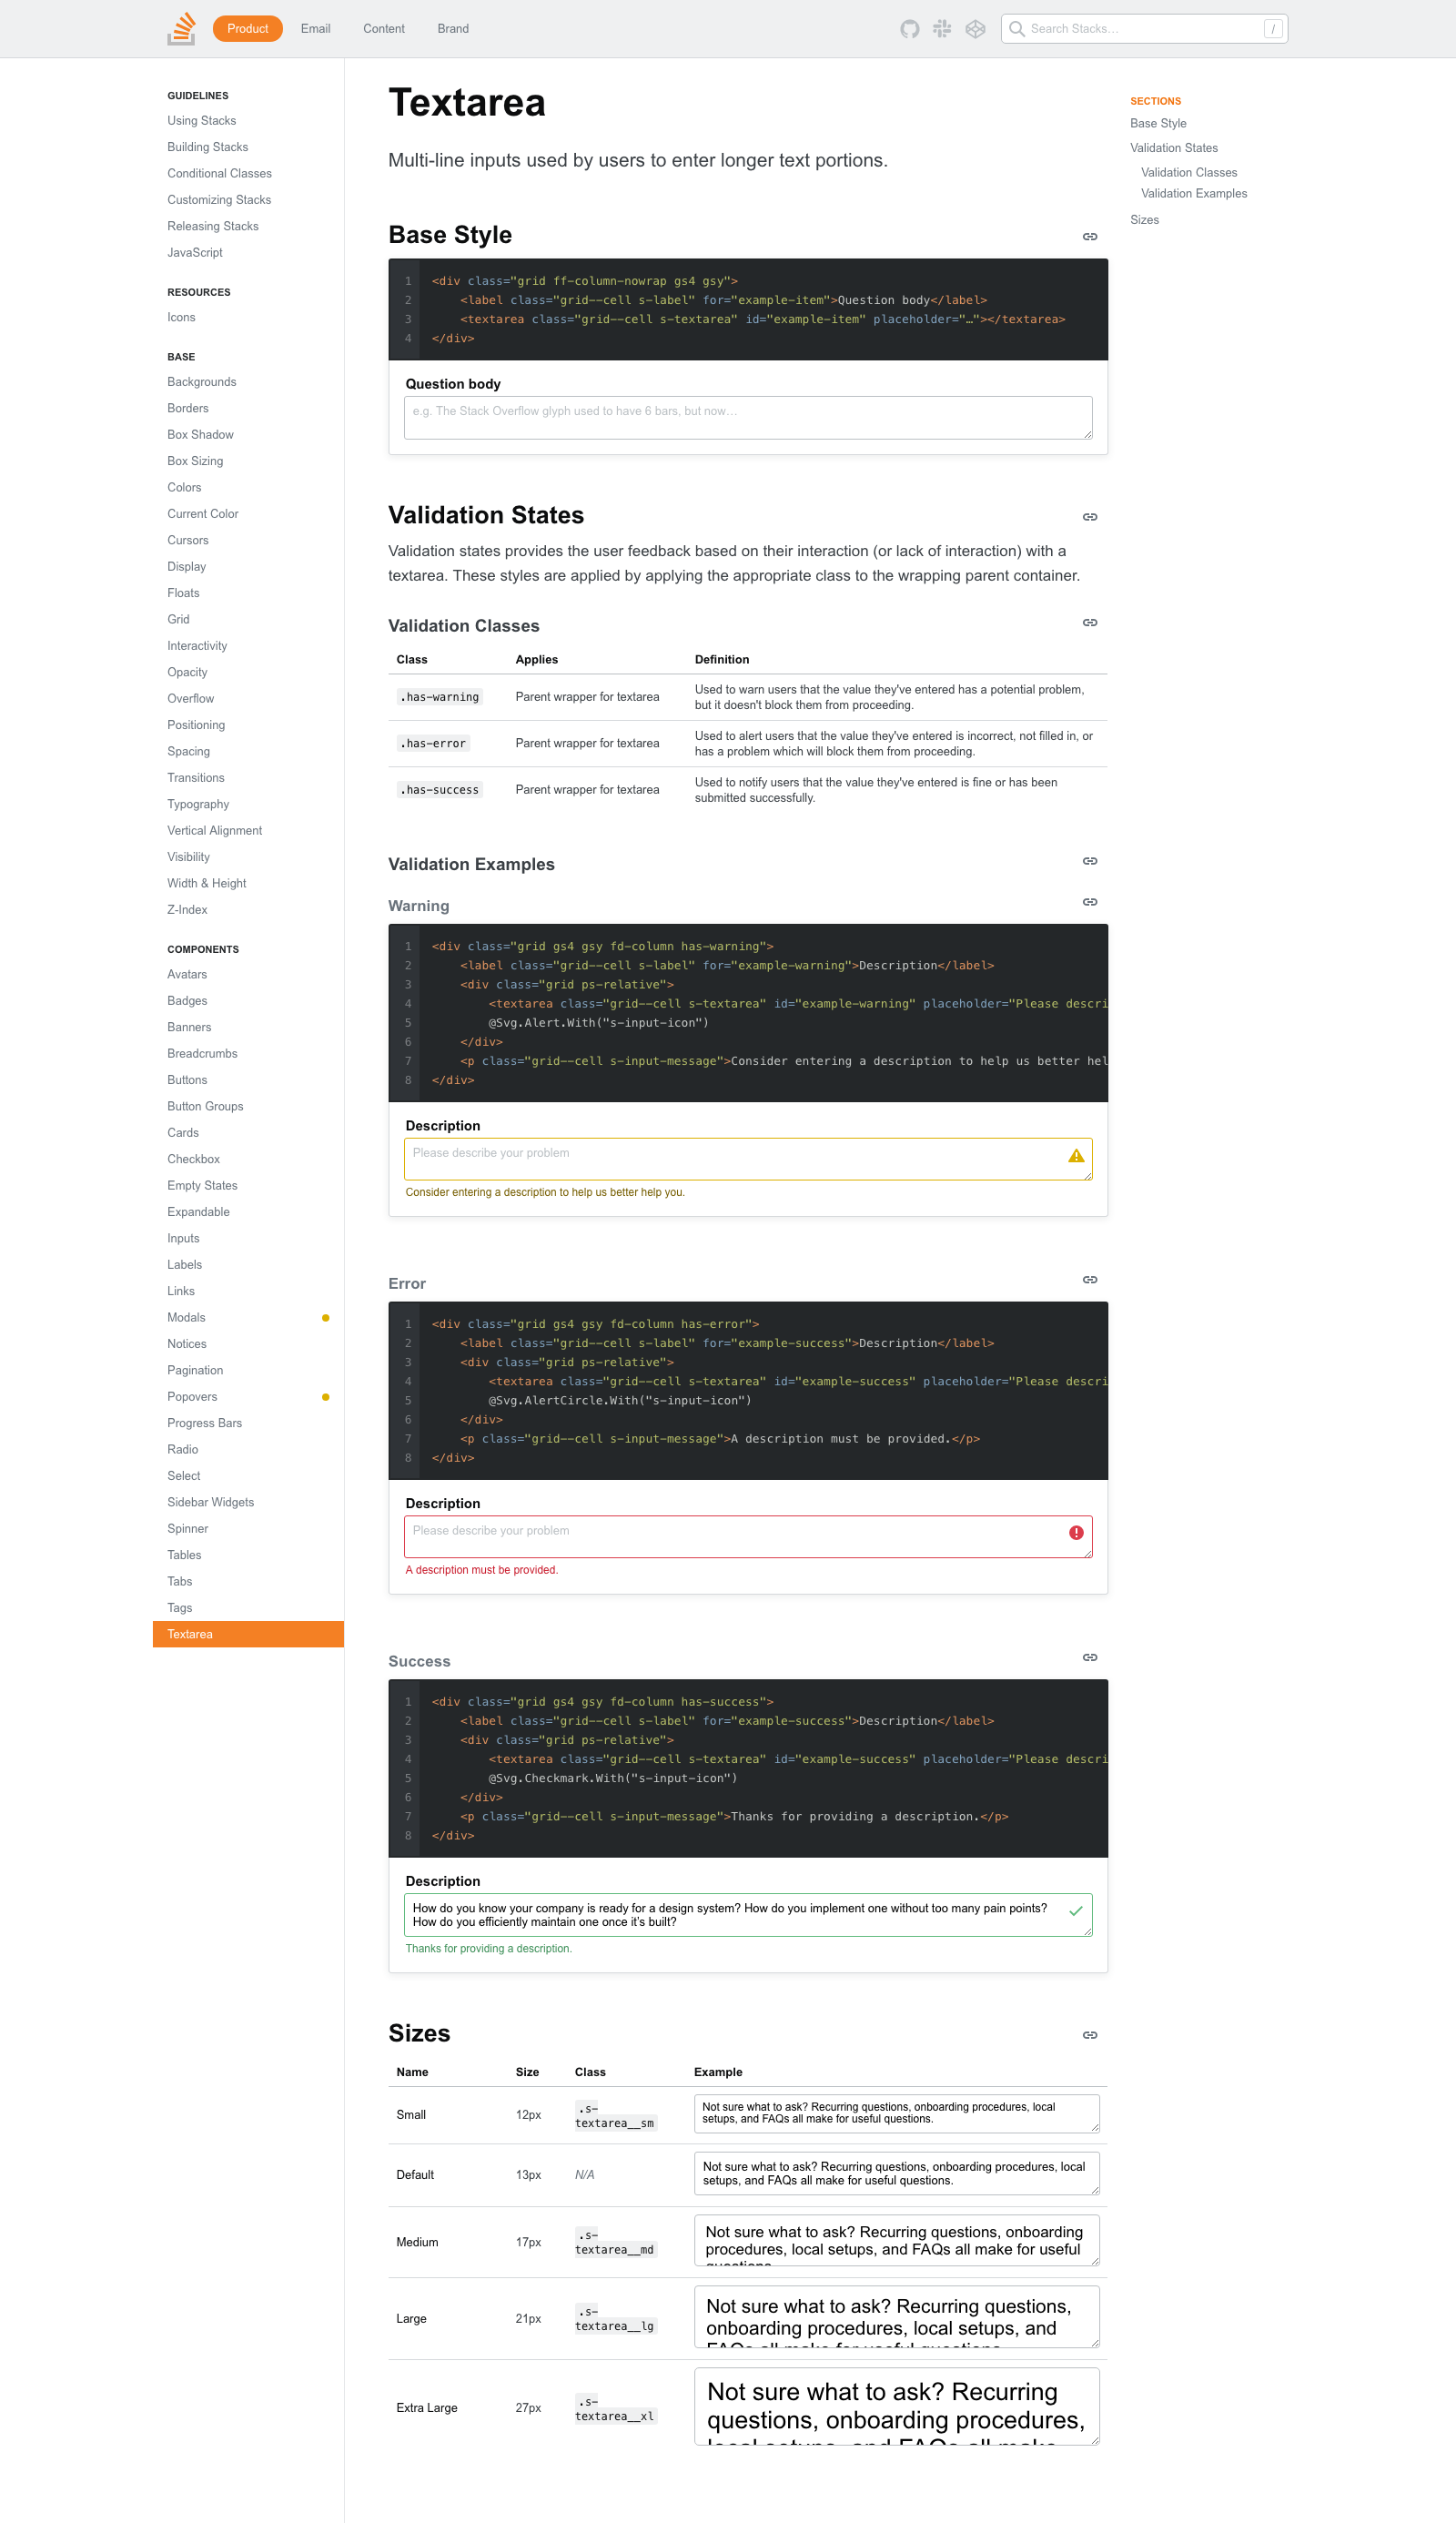 Product Email Content Brand
Search Stacks… /
GUIDELINES
Using Stacks
Building Stacks
Conditional Classes
Customizing Stacks
Releasing Stacks
JavaScript
RESOURCES
Icons
BASE
Backgrounds
Borders
Box Shadow
Box Sizing
Colors
Current Color
Cursors
Display
Floats
Grid
Interactivity
Opacity
Overflow
Positioning
Spacing
Transitions
Typography
Vertical Alignment
Visibility
Width & Height
Z-Index
COMPONENTS
Avatars
Badges
Banners
Breadcrumbs
Buttons
Button Groups
Cards
Checkbox
Empty States
Expandable
Inputs
Labels
Links
Modals
Notices
Pagination
Popovers
Progress Bars
Radio
Select
Sidebar Widgets
Spinner
Tables
Tabs
Tags
Textarea
Textarea
Multi-line inputs used by users to enter longer text portions.
Base Style
1 <div class="grid ff-column-nowrap gs4 gsy">
2 <label class="grid--cell s-label" for="example-item">Question body</label>
3 <textarea class="grid--cell s-textarea" id="example-item" placeholder="…"></textarea>
4 </div>
Question body
e.g. The Stack Overflow glyph used to have 6 bars, but now…
Validation States
Validation states provides the user feedback based on their interaction (or lack of interaction) with a
textarea. These styles are applied by applying the appropriate class to the wrapping parent container.
Validation Classes
Class Applies Definition
.has-warning Parent wrapper for textarea Used to warn users that the value they've entered has a potential problem,
but it doesn't block them from proceeding.
.has-error Parent wrapper for textarea Used to alert users that the value they've entered is incorrect, not filled in, or
has a problem which will block them from proceeding.
.has-success Parent wrapper for textarea Used to notify users that the value they've entered is fine or has been
submitted successfully.
Validation Examples
Warning
1 <div class="grid gs4 gsy fd-column has-warning">
2 <label class="grid--cell s-label" for="example-warning">Description</label>
3 <div class="grid ps-relative">
4 <textarea class="grid--cell s-textarea" id="example-warning" placeholder="Please descri
5 @Svg.Alert.With("s-input-icon")
6 </div>
7 <p class="grid--cell s-input-message">Consider entering a description to help us better hel
8 </div>
Description
Please describe your problem
Consider entering a description to help us better help you.
Error
1 <div class="grid gs4 gsy fd-column has-error">
2 <label class="grid--cell s-label" for="example-success">Description</label>
3 <div class="grid ps-relative">
4 <textarea class="grid--cell s-textarea" id="example-success" placeholder="Please descri
5 @Svg.AlertCircle.With("s-input-icon")
6 </div>
7 <p class="grid--cell s-input-message">A description must be provided.</p>
8 </div>
Description
Please describe your problem
A description must be provided.
Success
1 <div class="grid gs4 gsy fd-column has-success">
2 <label class="grid--cell s-label" for="example-success">Description</label>
3 <div class="grid ps-relative">
4 <textarea class="grid--cell s-textarea" id="example-success" placeholder="Please descri
5 @Svg.Checkmark.With("s-input-icon")
6 </div>
7 <p class="grid--cell s-input-message">Thanks for providing a description.</p>
8 </div>
Description
How do you know your company is ready for a design system? How do you implement one without too many pain points?
How do you efficiently maintain one once it's built?
Thanks for providing a description.
Sizes
Name Size Class Example
Small 12px .s-
textarea__sm
Not sure what to ask? Recurring questions, onboarding procedures, local
setups, and FAQs all make for useful questions.
Default 13px N/A
Not sure what to ask? Recurring questions, onboarding procedures, local
setups, and FAQs all make for useful questions.
Medium 17px .s-
textarea__md
Not sure what to ask? Recurring questions, onboarding
procedures, local setups, and FAQs all make for useful
questions.
Large 21px .s-
textarea__lg
Not sure what to ask? Recurring questions,
onboarding procedures, local setups, and
FAQs all make for useful questions.
Extra Large 27px .s-
textarea__xl
Not sure what to ask? Recurring
questions, onboarding procedures,
local setups, and FAQs all make
SECTIONS
Base Style
Validation States
Validation Classes
Validation Examples
Sizes